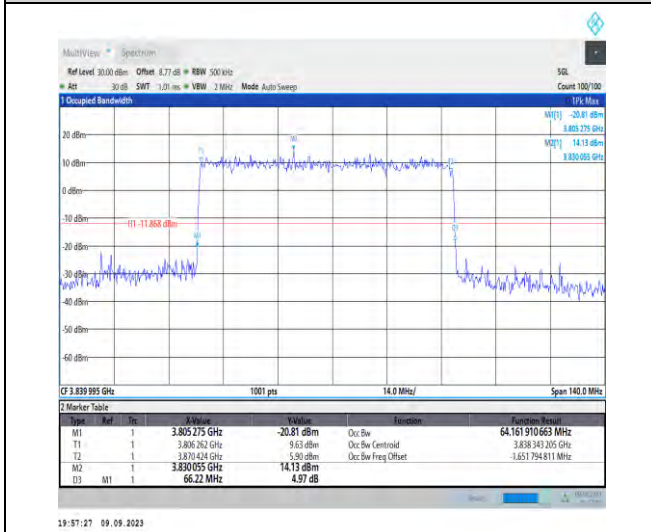 MultiView Spectrum
Ref Level 30.00 dBm Offset 8.77 dB RBW 500 kHz SGL
Att 30 dB SWT 1.01 ms VBW 2 MHz Mode Auto Sweep Count 100/100
1 Occupied Bandwidth 1Pk Max
M1[1] -20.81 dBm
3.805 275 GHz
M2[1] 14.13 dBm
3.830 055 GHz
20 dBm
10 dBm
0 dBm
-10 dBm
H1 -11.868 dBm
-20 dBm
-30 dBm
-40 dBm
-50 dBm
-60 dBm
CF 3.839 995 GHz 1001 pts 14.0 MHz/ Span 140.0 MHz
2 Marker Table
Type Ref Trc X-Value Y-Value Function Function Result
M1 1 3.805 275 GHz -20.81 dBm Occ Bw 64.161 910 663 MHz
T1 1 3.806 262 GHz 9.63 dBm Occ Bw Centroid 3.838 343 205 GHz
T2 1 3.870 424 GHz 5.90 dBm Occ Bw Freq Offset -1.651 794 811 MHz
M2 1 3.830 055 GHz 14.13 dBm
D3 M1 1 66.22 MHz 4.97 dB
19:57:27 09.09.2023